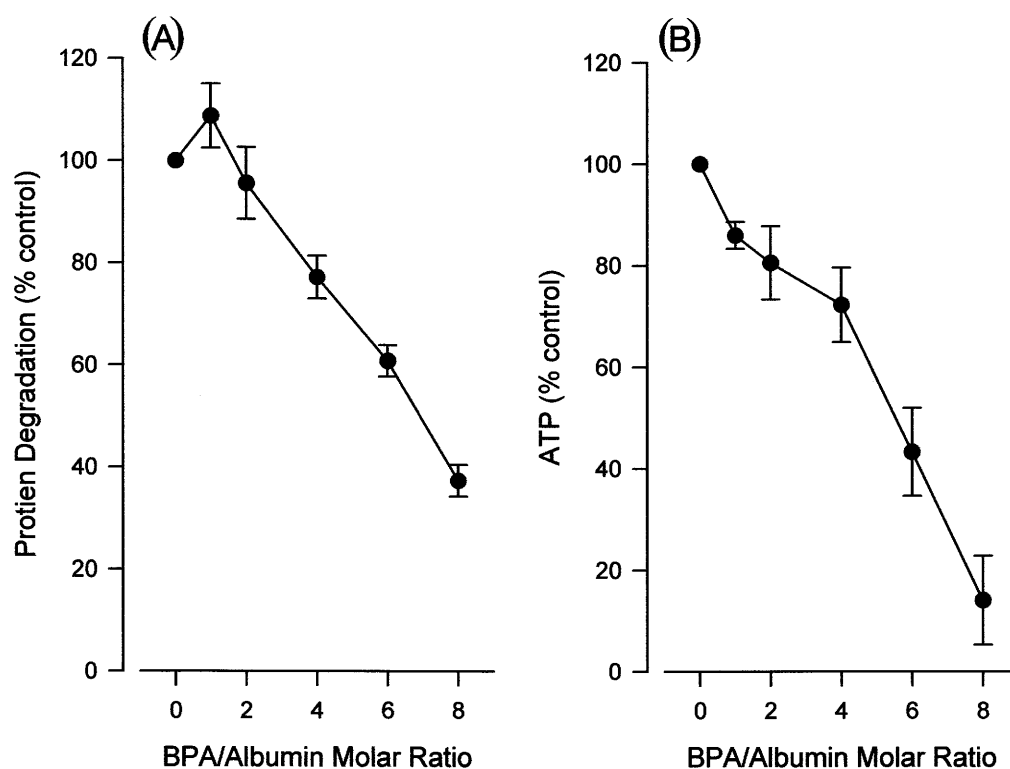 (A)
120
100
80
60
40
20
0
Protien Degradation (% control)
0 2 4 6 8
BPA/Albumin Molar Ratio
(B)
120
100
80
60
40
20
0
ATP (% control)
0 2 4 6 8
BPA/Albumin Molar Ratio